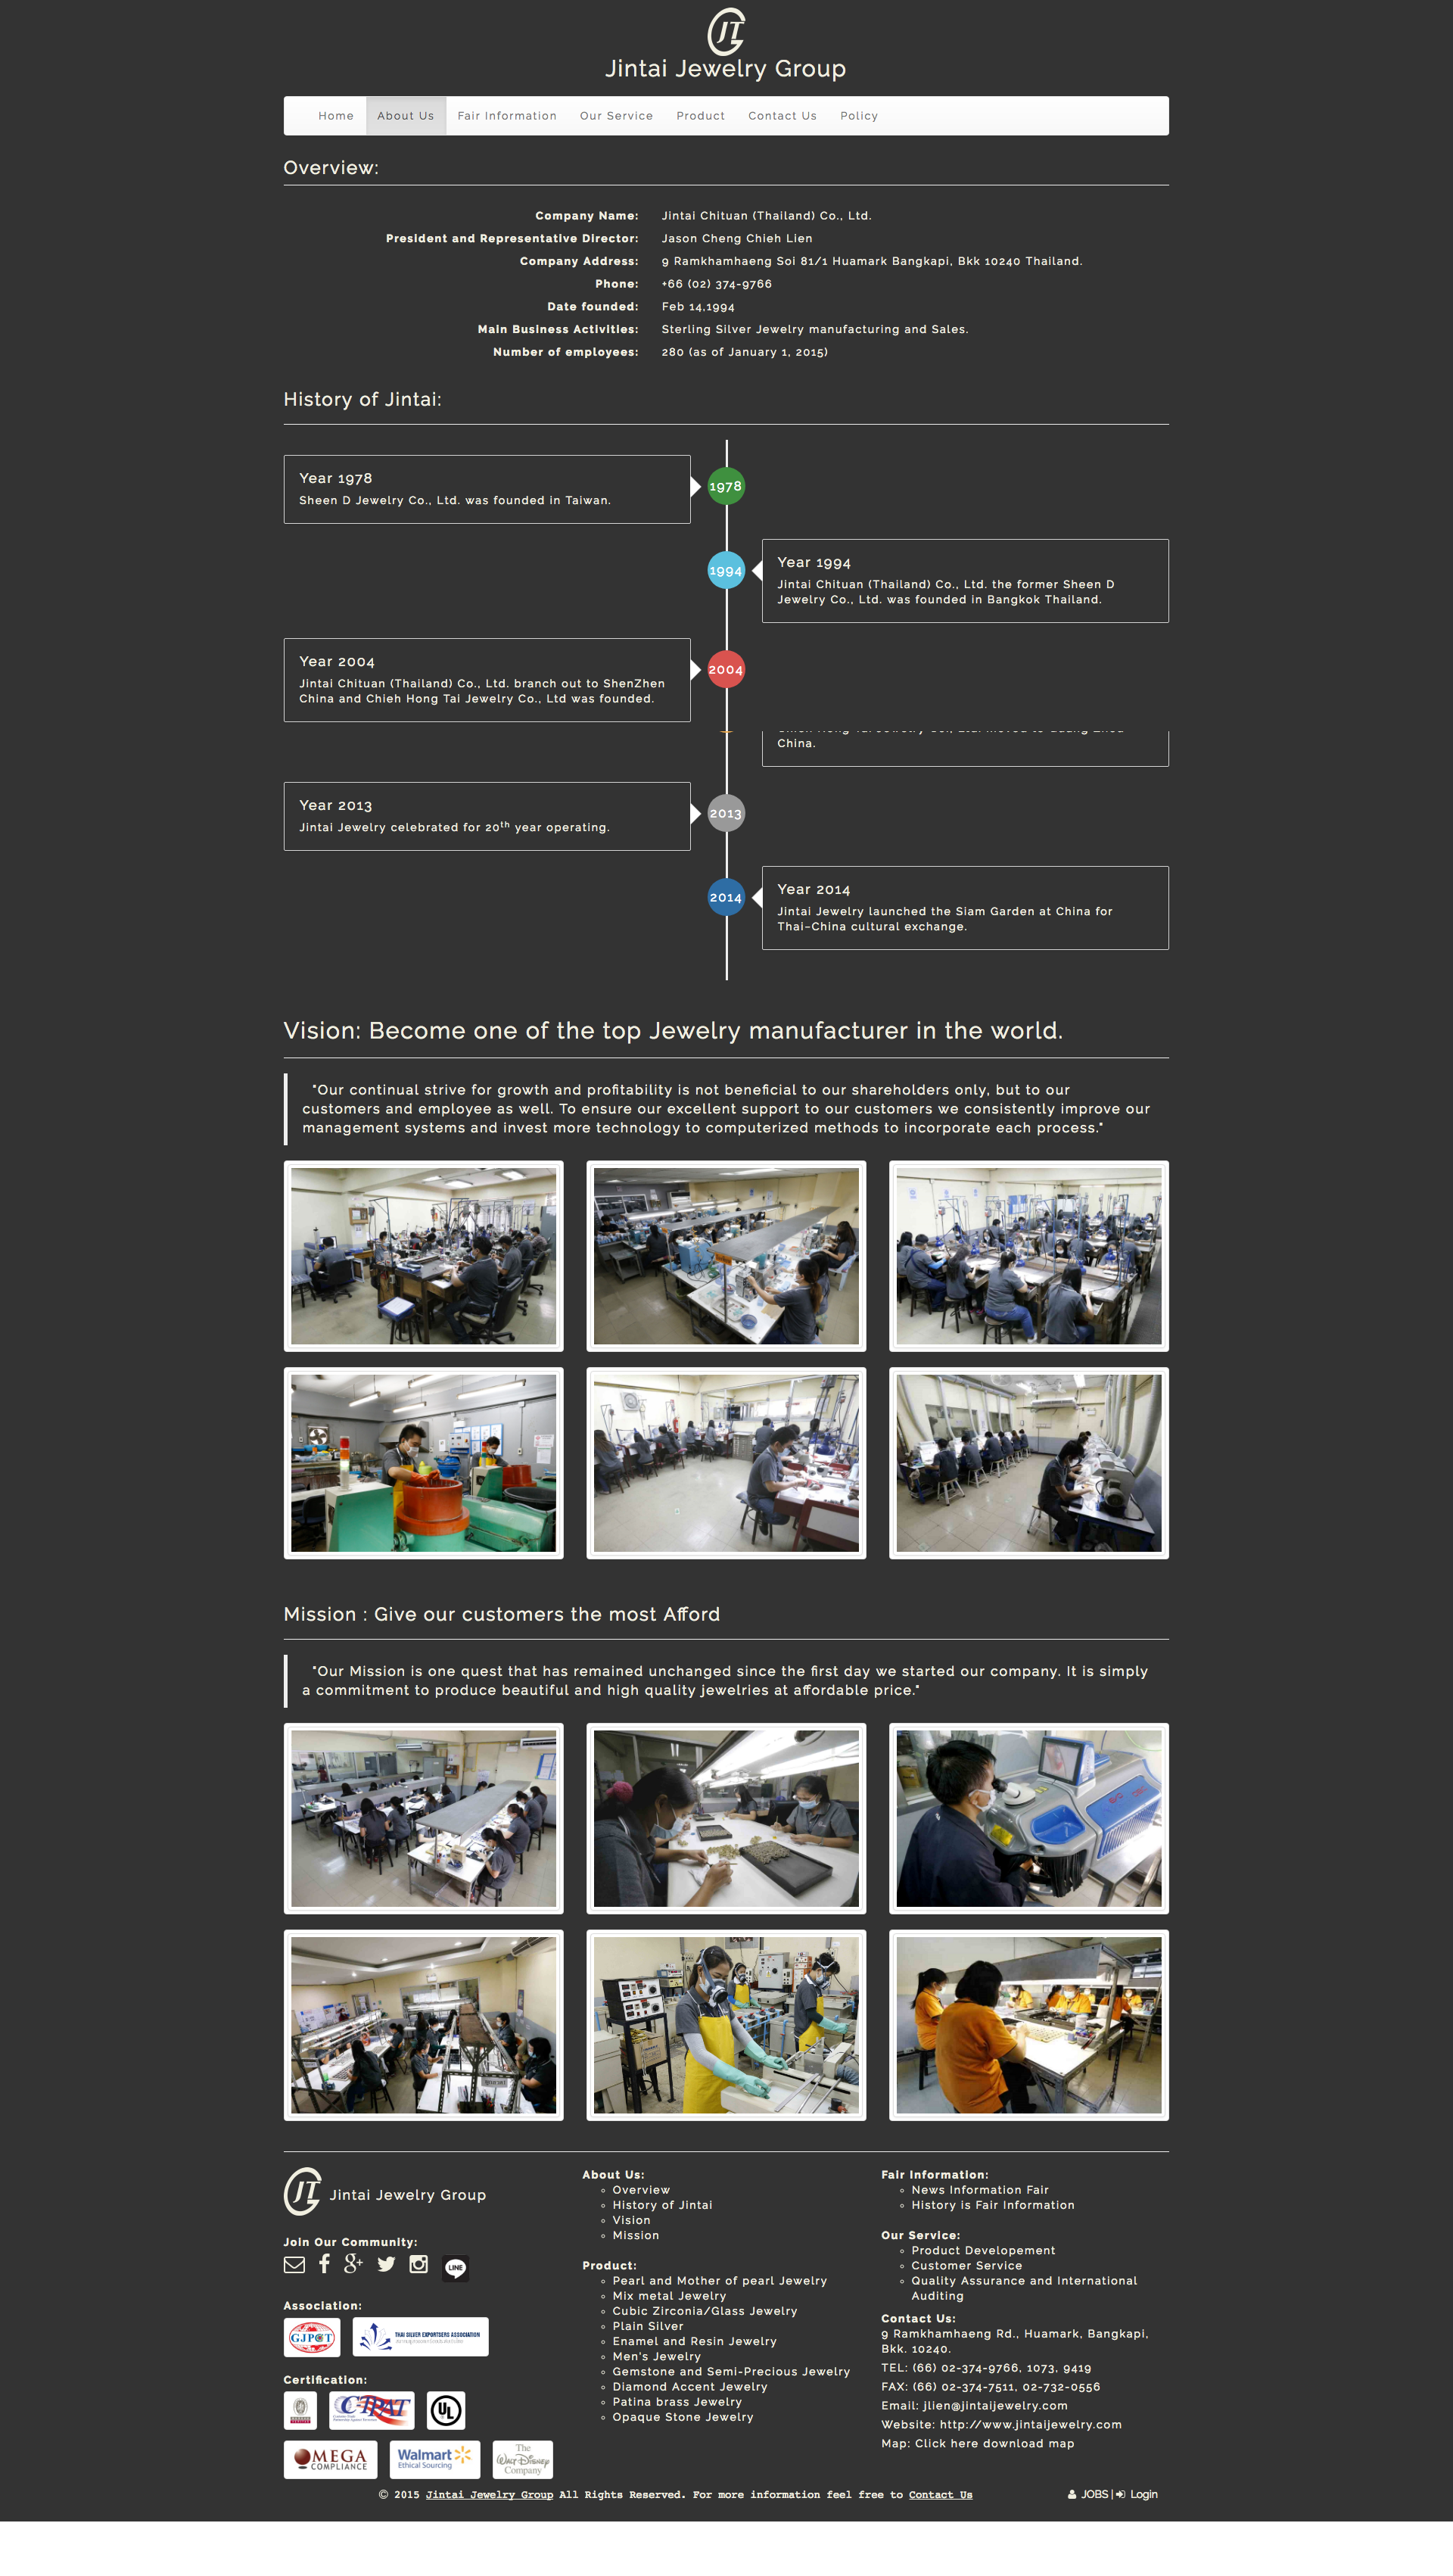 JT
Jintai Jewelry Group
Home About Us Fair Information Our Service Product Contact Us Policy
Overview:
Company Name: Jintai Chituan (Thailand) Co., Ltd.
President and Representative Director: Jason Cheng Chieh Lien
Company Address: 9 Ramkhamhaeng Soi 81/1 Huamark Bangkapi, Bkk 10240 Thailand.
Phone: +66 (02) 374-9766
Date founded: Feb 14,1994
Main Business Activities: Sterling Silver Jewelry manufacturing and Sales.
Number of employees: 280 (as of January 1, 2015)
History of Jintai:
Year 1978
1978
Sheen D Jewelry Co., Ltd. was founded in Taiwan.
1994
Year 1994
Jintai Chituan (Thailand) Co., Ltd. the former Sheen D
Jewelry Co., Ltd. was founded in Bangkok Thailand.
Year 2004
2004
Jintai Chituan (Thailand) Co., Ltd. branch out to ShenZhen
China and Chieh Hong Tai Jewelry Co., Ltd was founded.
China.
Year 2013
2013
Jintai Jewelry celebrated for 20th year operating.
2014
Year 2014
Jintai Jewelry launched the Siam Garden at China for
Thai-China cultural exchange.
Vision: Become one of the top Jewelry manufacturer in the world.
"Our continual strive for growth and profitability is not beneficial to our shareholders only, but to our
customers and employee as well. To ensure our excellent support to our customers we consistently improve our
management systems and invest more technology to computerized methods to incorporate each process."
Mission : Give our customers the most Afford
"Our Mission is one quest that has remained unchanged since the first day we started our company. It is simply
a commitment to produce beautiful and high quality jewelries at affordable price."
JT Jintai Jewelry Group
Join Our Community:
LINE
Association:
GJPCT THAI SILVER EXPORTSERS ASSOCIATION
Certification:
CTPAT UL
OMEGA
COMPLIANCE
Walmart
Ethical Sourcing
The
Walt Disney
Company
About Us:
Overview
History of Jintai
Vision
Mission
Product:
Pearl and Mother of pearl Jewelry
Mix metal Jewelry
Cubic Zirconia/Glass Jewelry
Plain Silver
Enamel and Resin Jewelry
Men's Jewelry
Gemstone and Semi-Precious Jewelry
Diamond Accent Jewelry
Patina brass Jewelry
Opaque Stone Jewelry
Fair Information:
News Information Fair
History is Fair Information
Our Service:
Product Developement
Customer Service
Quality Assurance and International
Auditing
Contact Us:
9 Ramkhamhaeng Rd., Huamark, Bangkapi,
Bkk. 10240.
TEL: (66) 02-374-9766, 1073, 9419
FAX: (66) 02-374-7511, 02-732-0556
Email: jlien@jintaijewelry.com
Website: http://www.jintaijewelry.com
Map: Click here download map
© 2015 Jintai Jewelry Group All Rights Reserved. For more information feel free to Contact Us
JOBS | Login